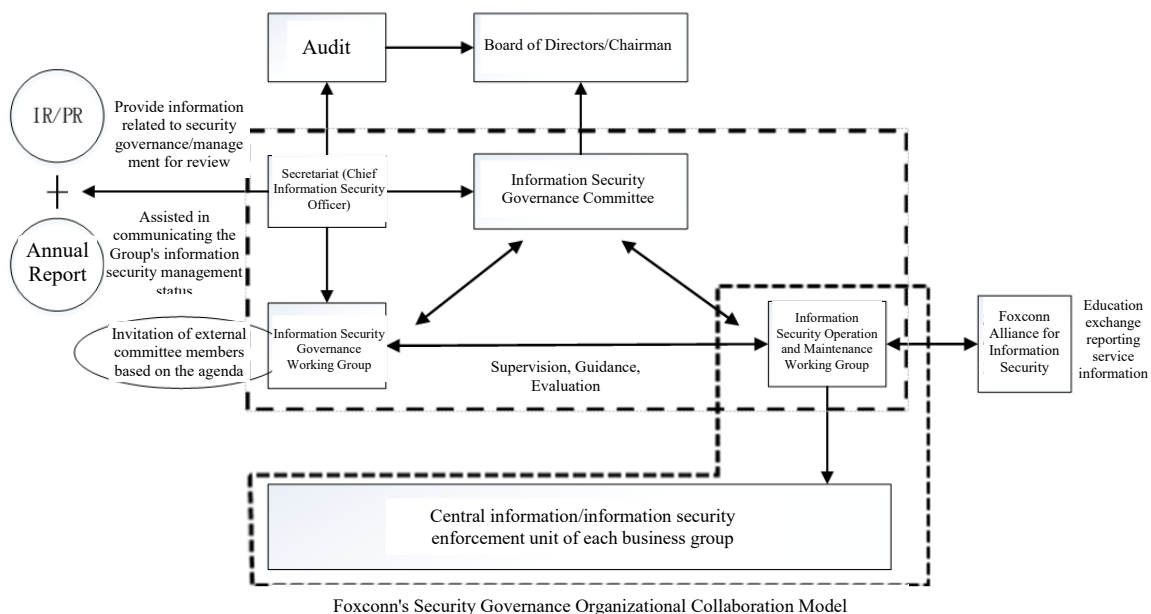 Audit
Board of Directors/Chairman
IR/PR
Provide information
related to security
governance/manage
ment for review
Secretariat (Chief
Information Security
Officer)
Information Security
Governance Committee
+
Assisted in
communicating the
Group's information
security management
status
Annual
Report
Invitation of external
committee members
based on the agenda
Information Security
Governance
Working Group
Supervision, Guidance,
Evaluation
Information
Security Operation
and Maintenance
Working Group
Foxconn
Alliance for
Information
Security
Education
exchange
reporting
service
information
Central information/information security
enforcement unit of each business group
Foxconn's Security Governance Organizational Collaboration Model